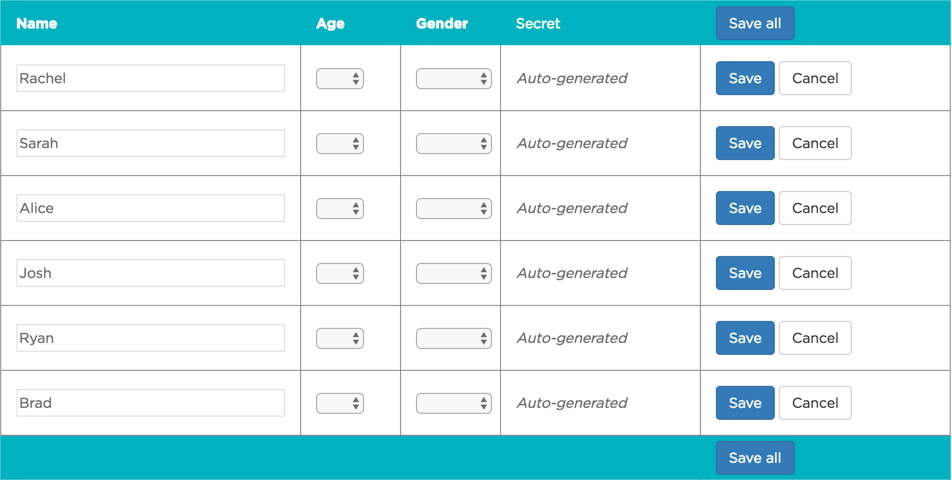 Name Age Gender Secret Save all
Rachel Auto-generated Save Cancel
Sarah Auto-generated Save Cancel
Alice Auto-generated Save Cancel
Josh Auto-generated Save Cancel
Ryan Auto-generated Save Cancel
Brad Auto-generated Save Cancel
Save all